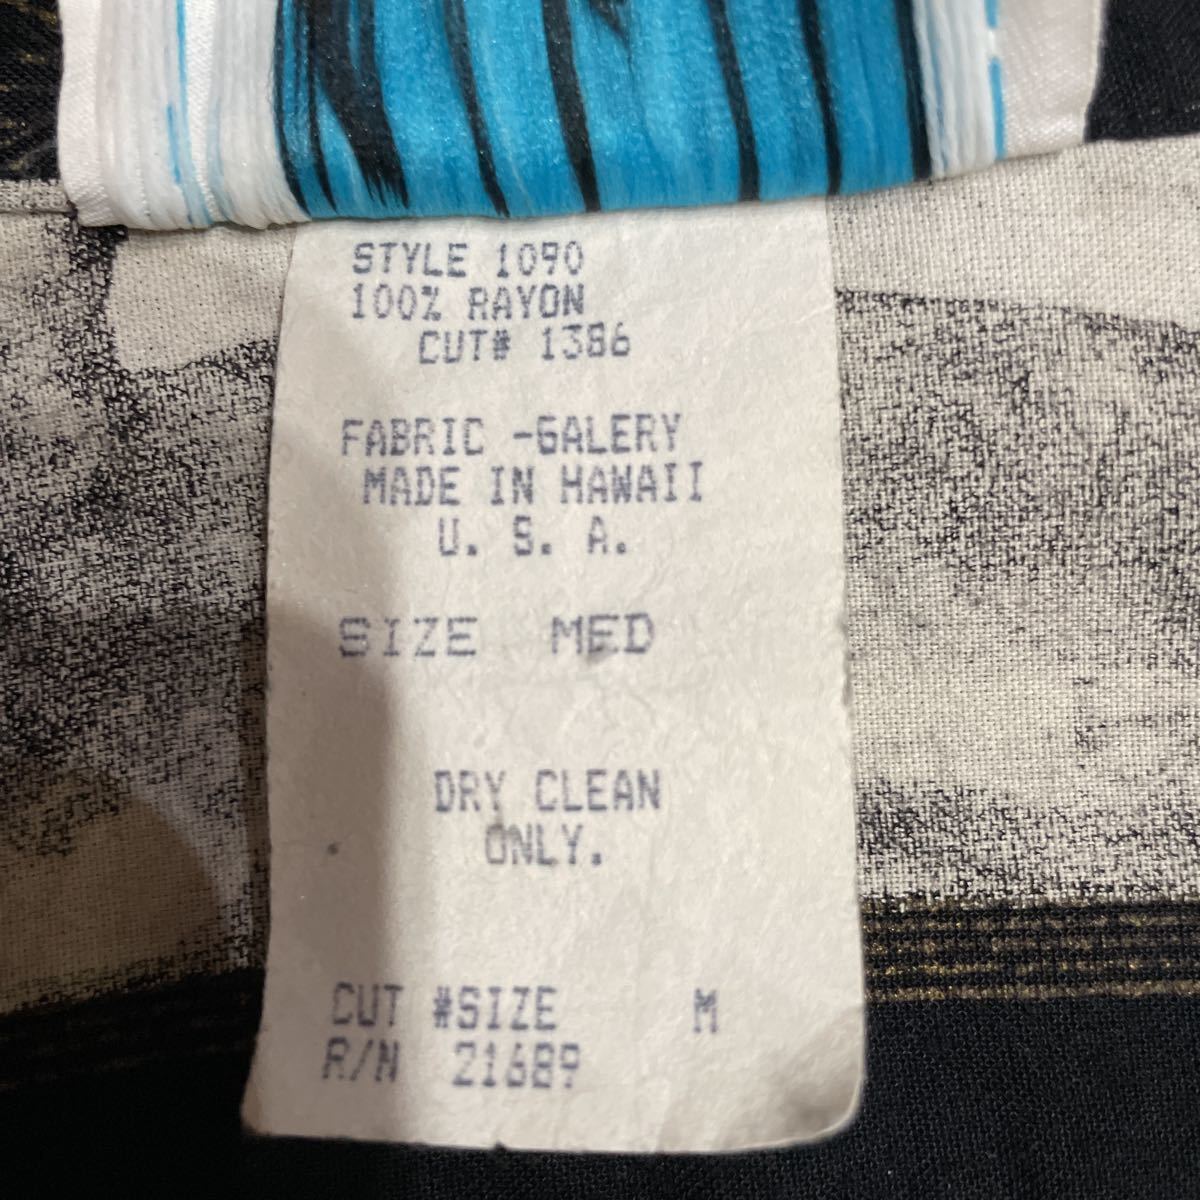 STYLE 1090
100% RAYON
CUT# 1386
FABRIC -GALERY
MADE IN HAWAII
U. S. A.
SIZE MED
DRY CLEAN
ONLY.
CUT #SIZE M
R/N 21689